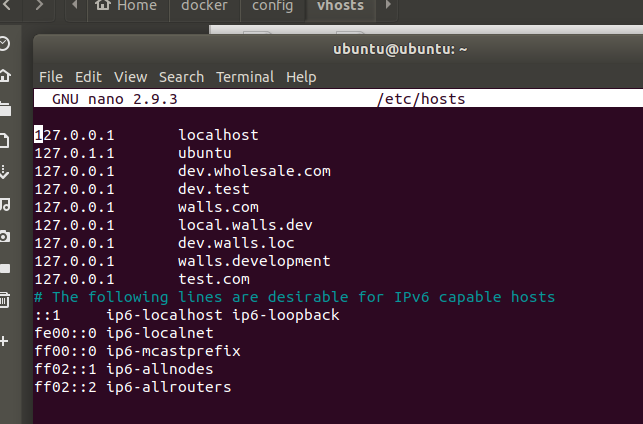 Home docker config vhosts
ubuntu@ubuntu: ~
File Edit View Search Terminal Help
GNU nano 2.9.3 /etc/hosts
127.0.0.1 localhost
127.0.1.1 ubuntu
127.0.0.1 dev.wholesale.com
127.0.0.1 dev.test
127.0.0.1 walls.com
127.0.0.1 local.walls.dev
127.0.0.1 dev.walls.loc
127.0.0.1 walls.development
127.0.0.1 test.com
# The following lines are desirable for IPv6 capable hosts
::1 ip6-localhost ip6-loopback
fe00::0 ip6-localnet
ff00::0 ip6-mcastprefix
ff02::1 ip6-allnodes
ff02::2 ip6-allrouters